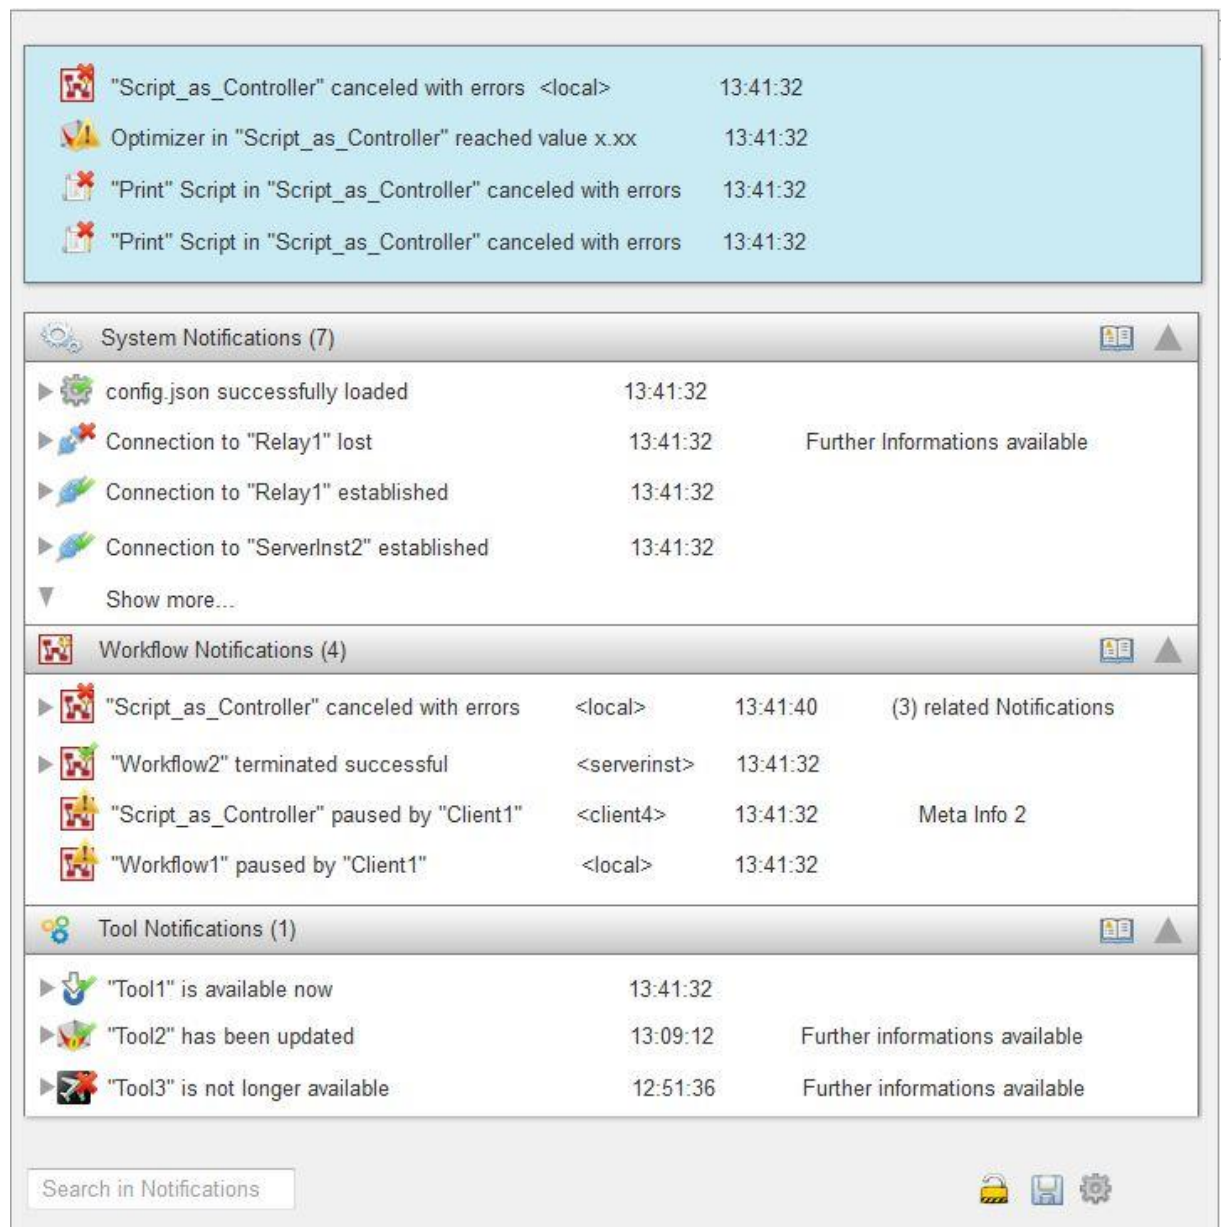 "Script_as_Controller" canceled with errors <local> 13:41:32
Optimizer in "Script_as_Controller" reached value x.xx 13:41:32
"Print" Script in "Script_as_Controller" canceled with errors 13:41:32
"Print" Script in "Script_as_Controller" canceled with errors 13:41:32
System Notifications (7)
config.json successfully loaded 13:41:32
Connection to "Relay1" lost 13:41:32 Further Informations available
Connection to "Relay1" established 13:41:32
Connection to "ServerInst2" established 13:41:32
Show more...
Workflow Notifications (4)
"Script_as_Controller" canceled with errors <local> 13:41:40 (3) related Notifications
"Workflow2" terminated successful <serverinst> 13:41:32
"Script_as_Controller" paused by "Client1" <client4> 13:41:32 Meta Info 2
"Workflow1" paused by "Client1" <local> 13:41:32
Tool Notifications (1)
"Tool1" is available now 13:41:32
"Tool2" has been updated 13:09:12 Further informations available
"Tool3" is not longer available 12:51:36 Further informations available
Search in Notifications